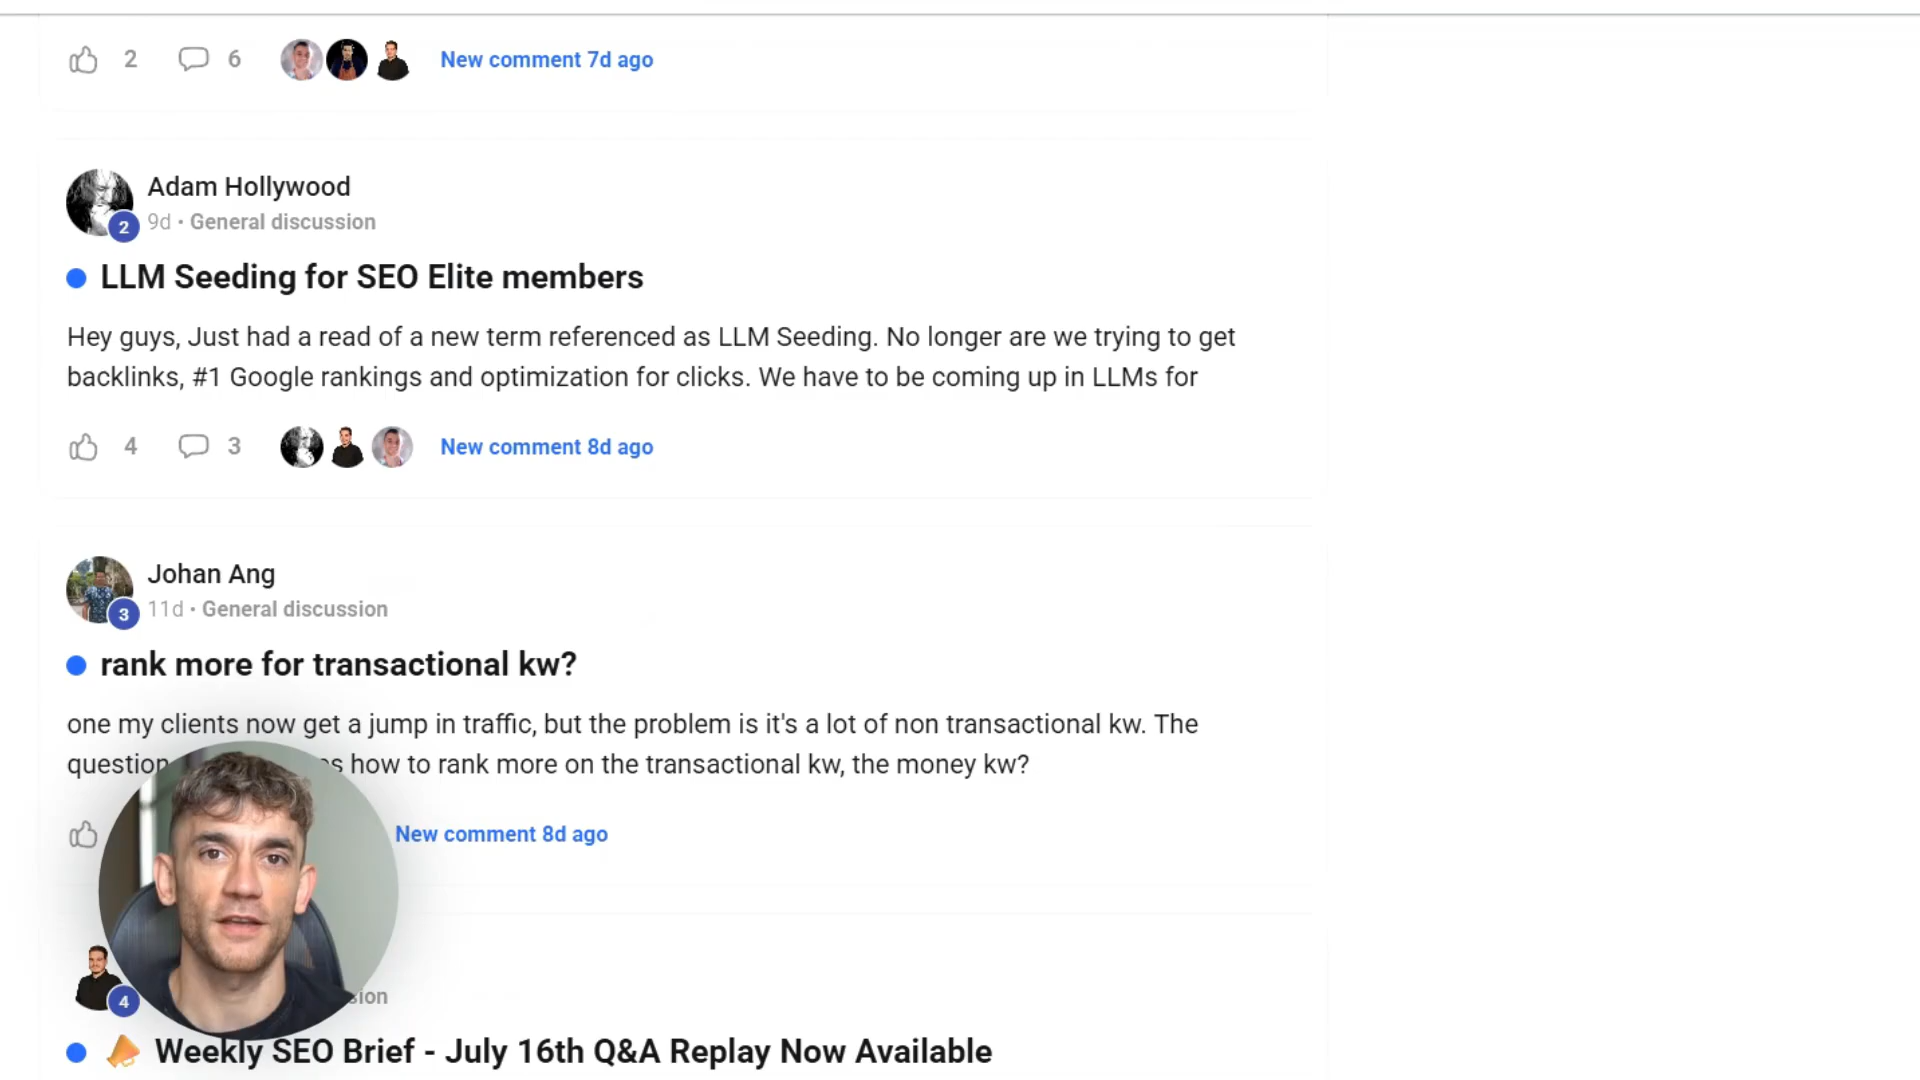 2 6 New comment 7d ago
Adam Hollywood
2 9d • General discussion
LLM Seeding for SEO Elite members
Hey guys, Just had a read of a new term referenced as LLM Seeding. No longer are we trying to get
backlinks, #1 Google rankings and optimization for clicks. We have to be coming up in LLMs for
4 3 New comment 8d ago
Johan Ang
3 11d • General discussion
rank more for transactional kw?
one my clients now get a jump in traffic, but the problem is it's a lot of non transactional kw. The
question how to rank more on the transactional kw, the money kw?
New comment 8d ago
4
Weekly SEO Brief - July 16th Q&A Replay Now Available